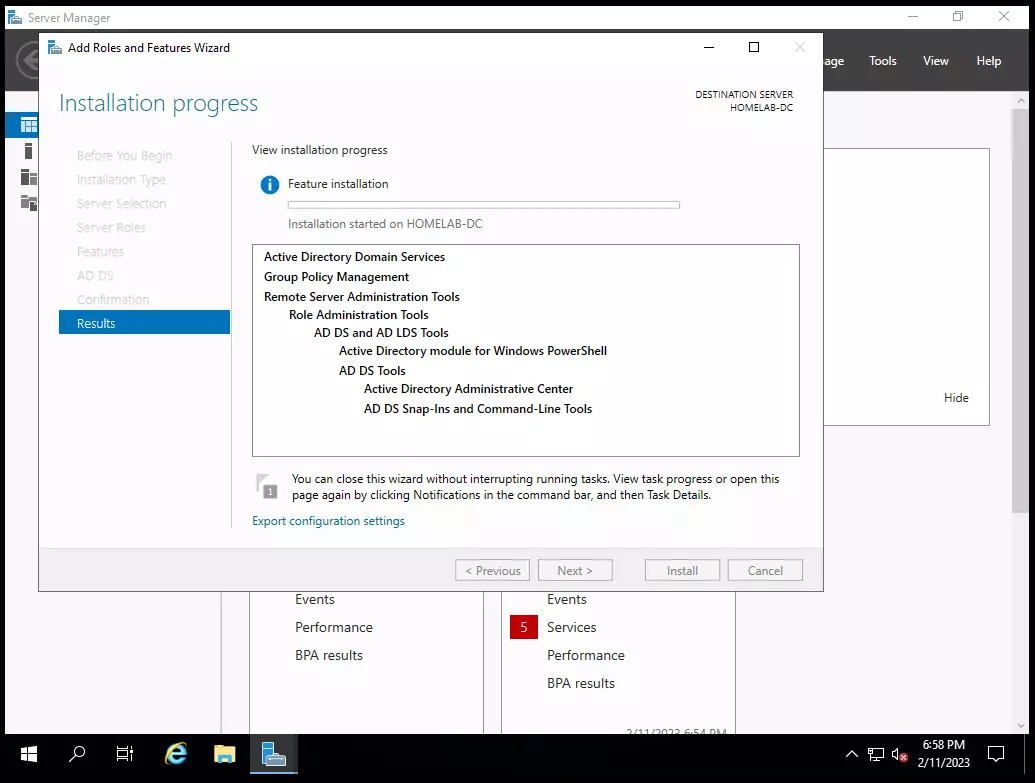 Server Manager
Add Roles and Features Wizard
Tools
View
Help
Installation progress
DESTINATION SERVER
HOMELAB-DC
Before You Begin
Installation Type
Server Selection
Server Roles
Features
AD DS
Confirmation
Results
View installation progress
Feature installation
Installation started on HOMELAB-DC
Active Directory Domain Services
Group Policy Management
Remote Server Administration Tools
Role Administration Tools
AD DS and AD LDS Tools
Active Directory module for Windows PowerShell
AD DS Tools
Active Directory Administrative Center
AD DS Snap-Ins and Command-Line Tools
Hide
1
You can close this wizard without interrupting running tasks. View task progress or open this
page again by clicking Notifications in the command bar, and then Task Details.
Export configuration settings
< Previous
Next >
Install
Cancel
Events
Performance
BPA results
Events
5 Services
Performance
BPA results
2/11/2023 6:54 PM
6:58 PM
2/11/2023